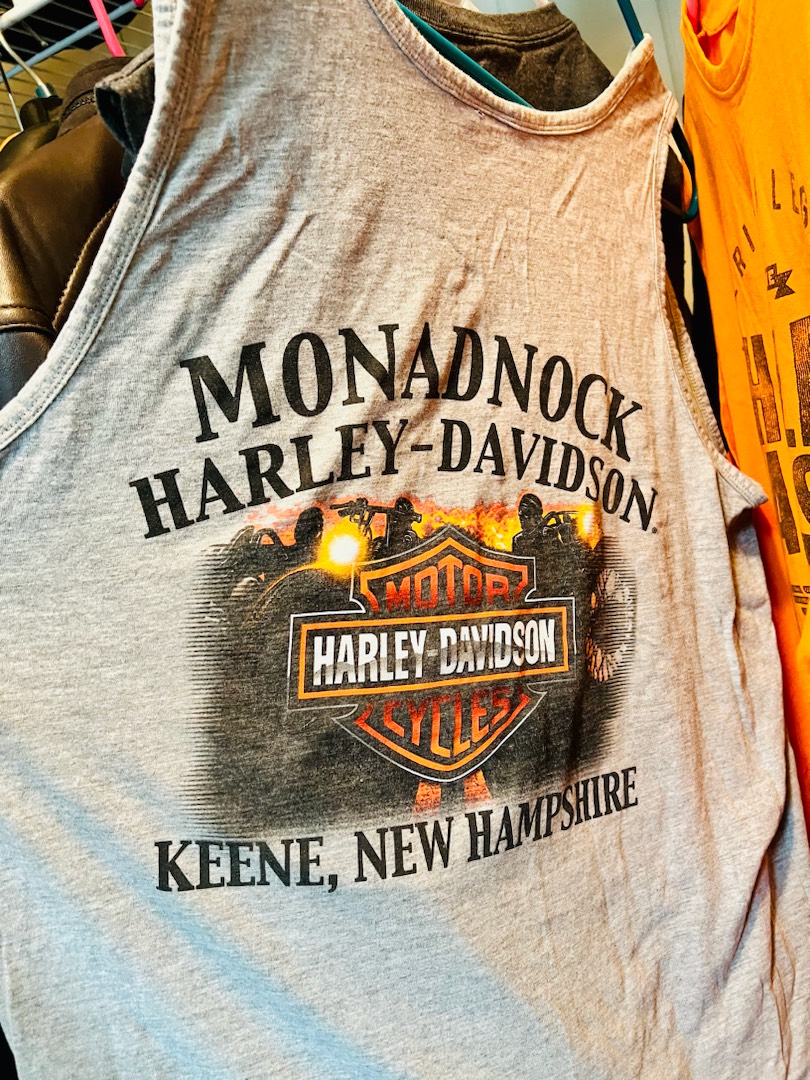 MONADNOCK
HARLEY-DAVIDSON®
MOTOR
HARLEY-DAVIDSON
CYCLES
KEENE, NEW HAMPSHIRE